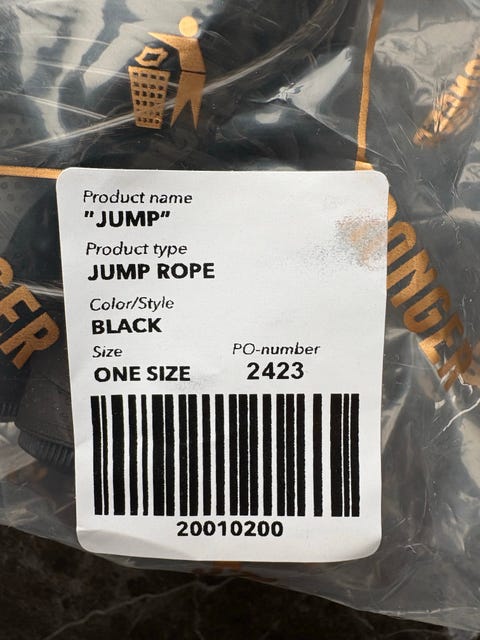 Product name
"JUMP"
Product type
JUMP ROPE
Color/Style
BLACK
Size
PO-number
ONE SIZE
2423
20010200